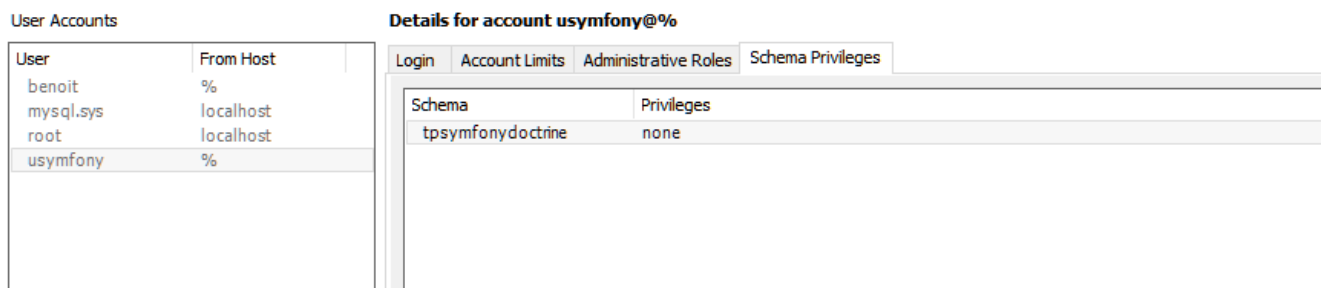 User Accounts
User From Host
benoit %
mysql.sys localhost
root localhost
usymfony %
Details for account usymfony@%
Login Account Limits Administrative Roles Schema Privileges
Schema Privileges
tpsymfonydoctrine none